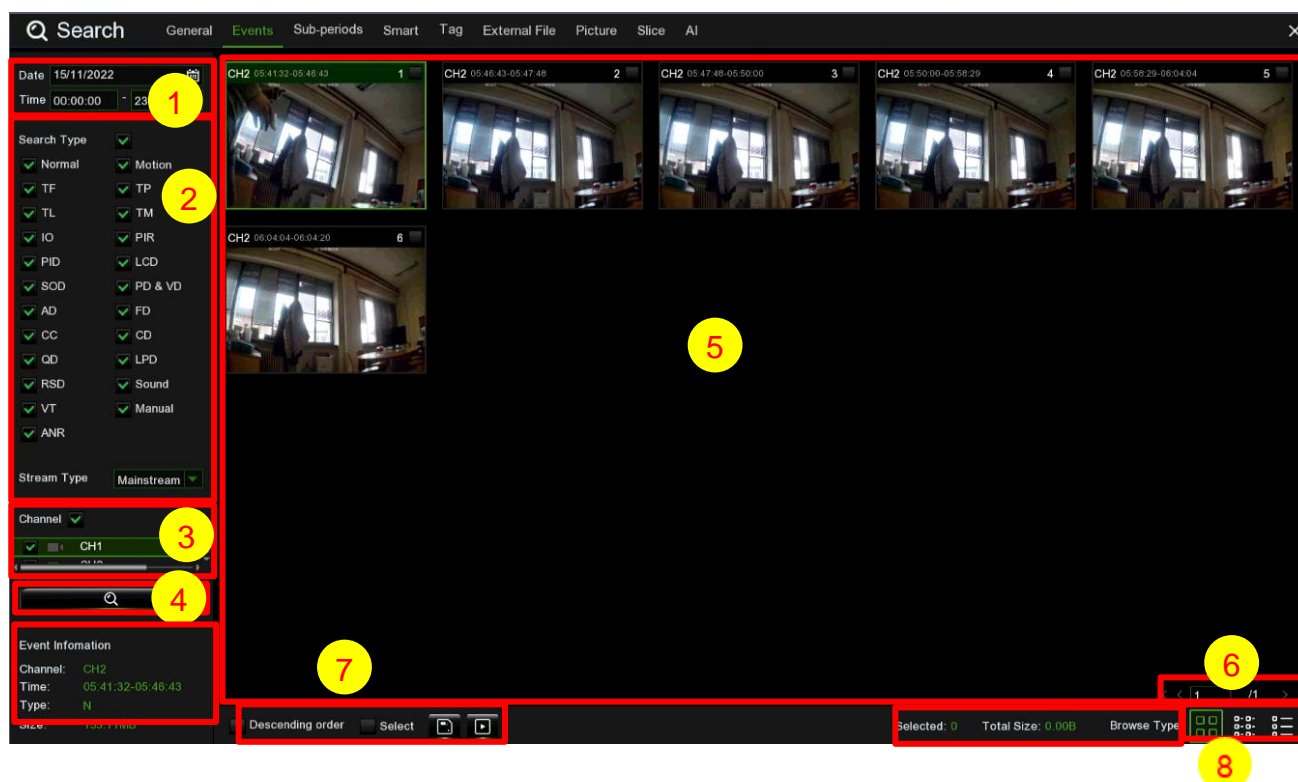 Search General Events Sub-periods Smart Tag External File Picture Slice AI
Date 15/11/2022
Time 00:00:00 - 23
1
CH2 05:41:32-05:46:43 1
CH2 05:46:43-05:47:48 2
CH2 05:47:48-05:50:00 3
CH2 05:50:00-05:58:29 4
CH2 05:58:29-06:04:04 5
Search Type
Normal Motion
TF TP
2
TL TM
IO PIR
CH2 06:04:04-06:04:20 6
PID LCD
SOD PD & VD
AD FD
CC CD
5
QD LPD
RSD Sound
VT Manual
ANR
Stream Type Mainstream
Channel
3
CH1
4
Event Infomation
Channel: CH2
Time: 05:41:32-05:46:43
Type: N
Size:
7
6
1 /1
Descending order Select
Selected: 0 Total Size: 0.00B Browse Type
8